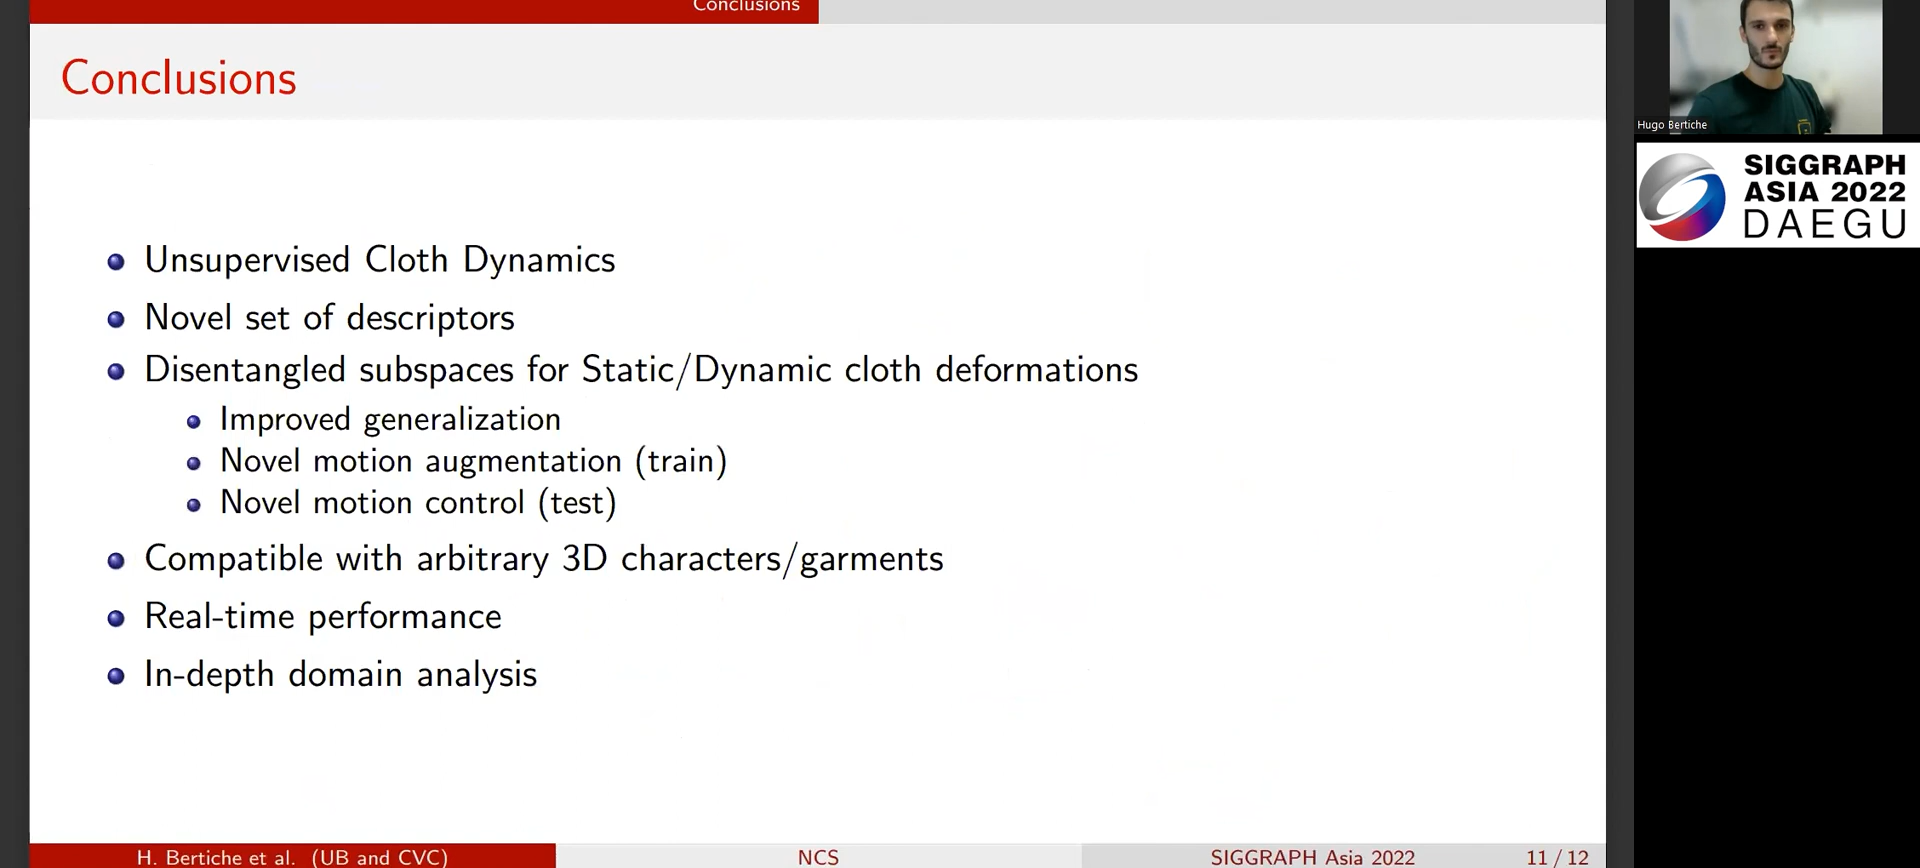 Conclusions
Conclusions
Unsupervised Cloth Dynamics
Novel set of descriptors
Disentangled subspaces for Static/Dynamic cloth deformations
Improved generalization
Novel motion augmentation (train)
Novel motion control (test)
Compatible with arbitrary 3D characters/garments
Real-time performance
In-depth domain analysis
H. Bertiche et al. (UB and CVC)
NCS
SIGGRAPH Asia 2022
11 / 12
Hugo Bertiche
SIGGRAPH
ASIA 2022
DAEGU